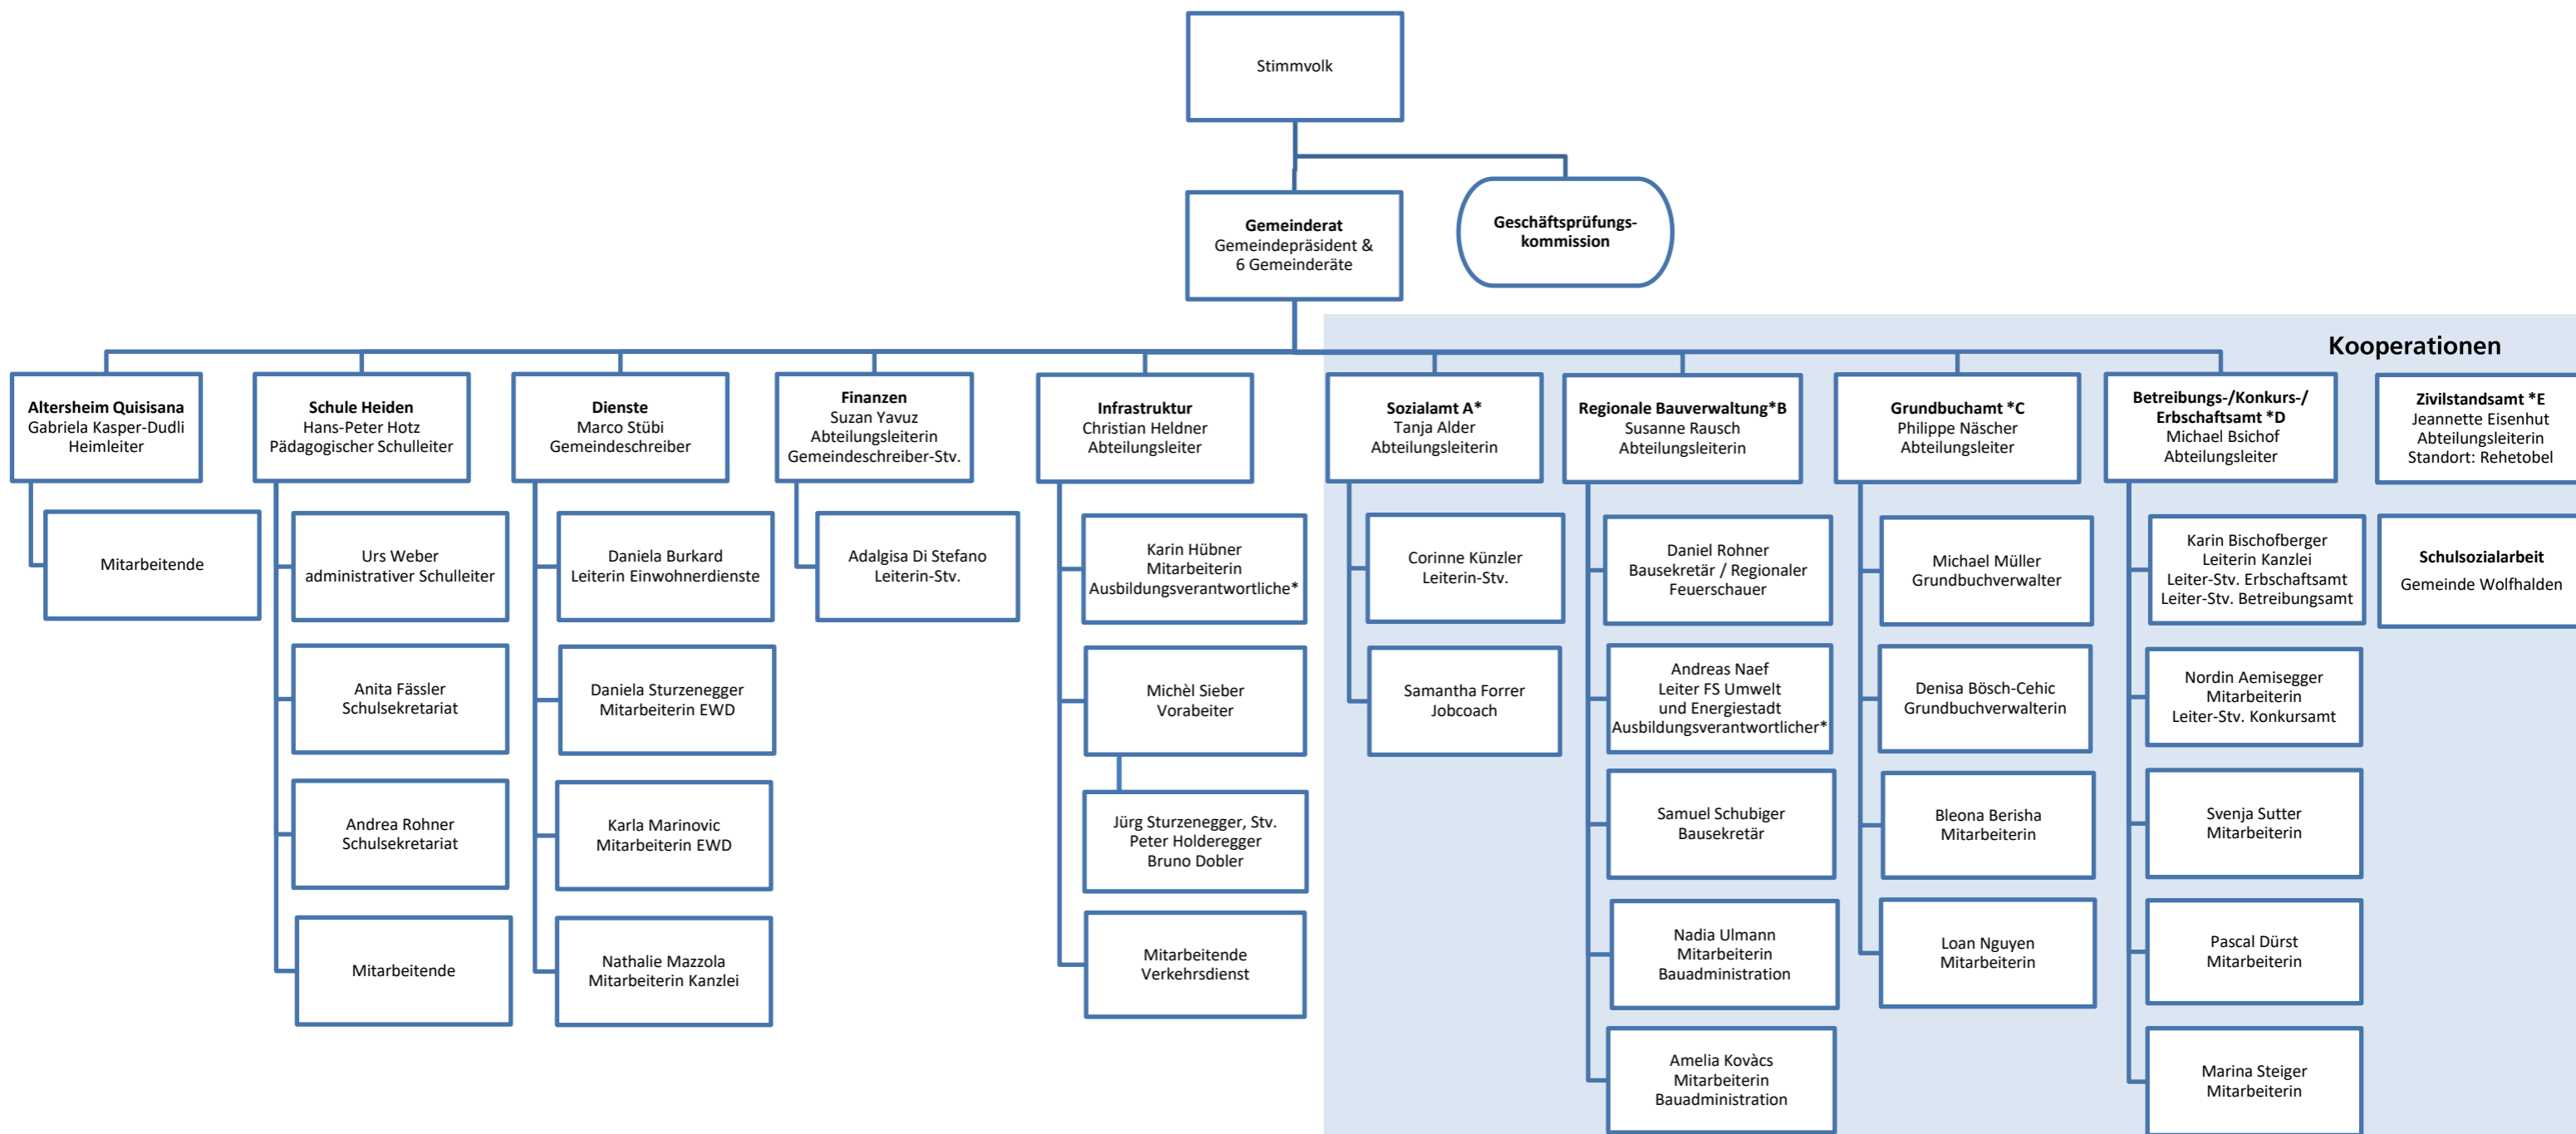 Stimmvolk
Gemeinderat
Gemeindepräsident &
6 Gemeinderäte
Geschäftsprüfungs-
kommission
Kooperationen
Altersheim Quisisana
Gabriela Kasper-Dudli
Heimleiter
Mitarbeitende
Schule Heiden
Hans-Peter Hotz
Pädagogischer Schulleiter
Urs Weber
administrativer Schulleiter
Anita Fässler
Schulsekretariat
Andrea Rohner
Schulsekretariat
Mitarbeitende
Dienste
Marco Stübi
Gemeindeschreiber
Daniela Burkard
Leiterin Einwohnerdienste
Daniela Sturzenegger
Mitarbeiterin EWD
Karla Marinovic
Mitarbeiterin EWD
Nathalie Mazzola
Mitarbeiterin Kanzlei
Finanzen
Suzan Yavuz
Abteilungsleiterin
Gemeindeschreiber-Stv.
Adalgisa Di Stefano
Leiterin-Stv.
Infrastruktur
Christian Heldner
Abteilungsleiter
Karin Hübner
Mitarbeiterin
Ausbildungsverantwortliche*
Michèl Sieber
Vorabeiter
Jürg Sturzenegger, Stv.
Peter Holderegger
Bruno Dobler
Mitarbeitende
Verkehrsdienst
Sozialamt A*
Tanja Alder
Abteilungsleiterin
Corinne Künzler
Leiterin-Stv.
Samantha Forrer
Jobcoach
Regionale Bauverwaltung*B
Susanne Rausch
Abteilungsleiterin
Daniel Rohner
Bausekretär / Regionaler
Feuerschauer
Andreas Naef
Leiter FS Umwelt
und Energiestadt
Ausbildungsverantwortlicher*
Samuel Schubiger
Bausekretär
Nadia Ulmann
Mitarbeiterin
Bauadministration
Amelia Kovàcs
Mitarbeiterin
Bauadministration
Grundbuchamt *C
Philippe Näscher
Abteilungsleiter
Michael Müller
Grundbuchverwalter
Denisa Bösch-Cehic
Grundbuchverwalterin
Bleona Berisha
Mitarbeiterin
Loan Nguyen
Mitarbeiterin
Betreibungs-/Konkurs-/
Erbschaftsamt *D
Michael Bsichof
Abteilungsleiter
Karin Bischofberger
Leiterin Kanzlei
Leiter-Stv. Erbschaftsamt
Leiter-Stv. Betreibungsamt
Nordin Aemisegger
Mitarbeiterin
Leiter-Stv. Konkursamt
Svenja Sutter
Mitarbeiterin
Pascal Dürst
Mitarbeiterin
Marina Steiger
Mitarbeiterin
Zivilstandsamt *E
Jeannette Eisenhut
Abteilungsleiterin
Standort: Rehetobel
Schulsozialarbeit
Gemeinde Wolfhalden